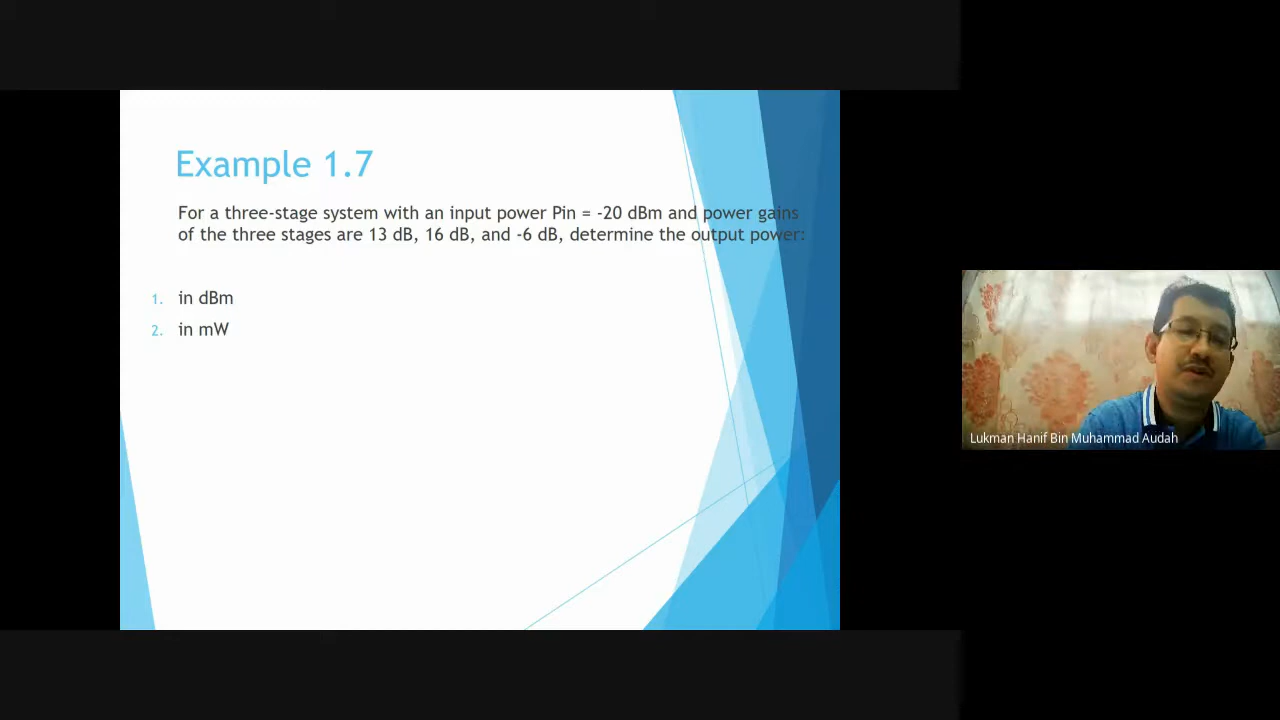 Example 1.7
For a three-stage system with an input power Pin = -20 dBm and power gains
of the three stages are 13 dB, 16 dB, and -6 dB, determine the output power:
1. in dBm
2. in mW
Lukman Hanif Bin Muhammad Audah